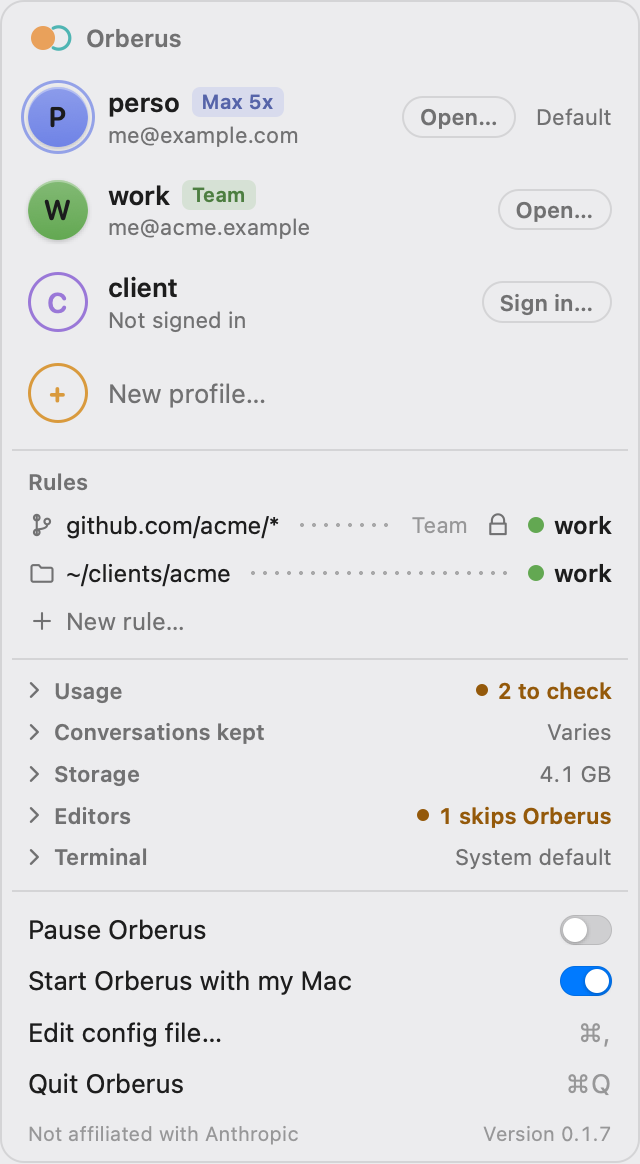 Orberus
P
perso Max 5x
me@example.com
Open... Default
W
work Team
me@acme.example
Open...
C
client
Not signed in
Sign in...
+ New profile...
Rules
github.com/acme/* Team work
~/clients/acme work
+ New rule...
Usage 2 to check
Conversations kept Varies
Storage 4.1 GB
Editors 1 skips Orberus
Terminal System default
Pause Orberus
Start Orberus with my Mac
Edit config file... ⌘,
Quit Orberus ⌘Q
Not affiliated with Anthropic Version 0.1.7